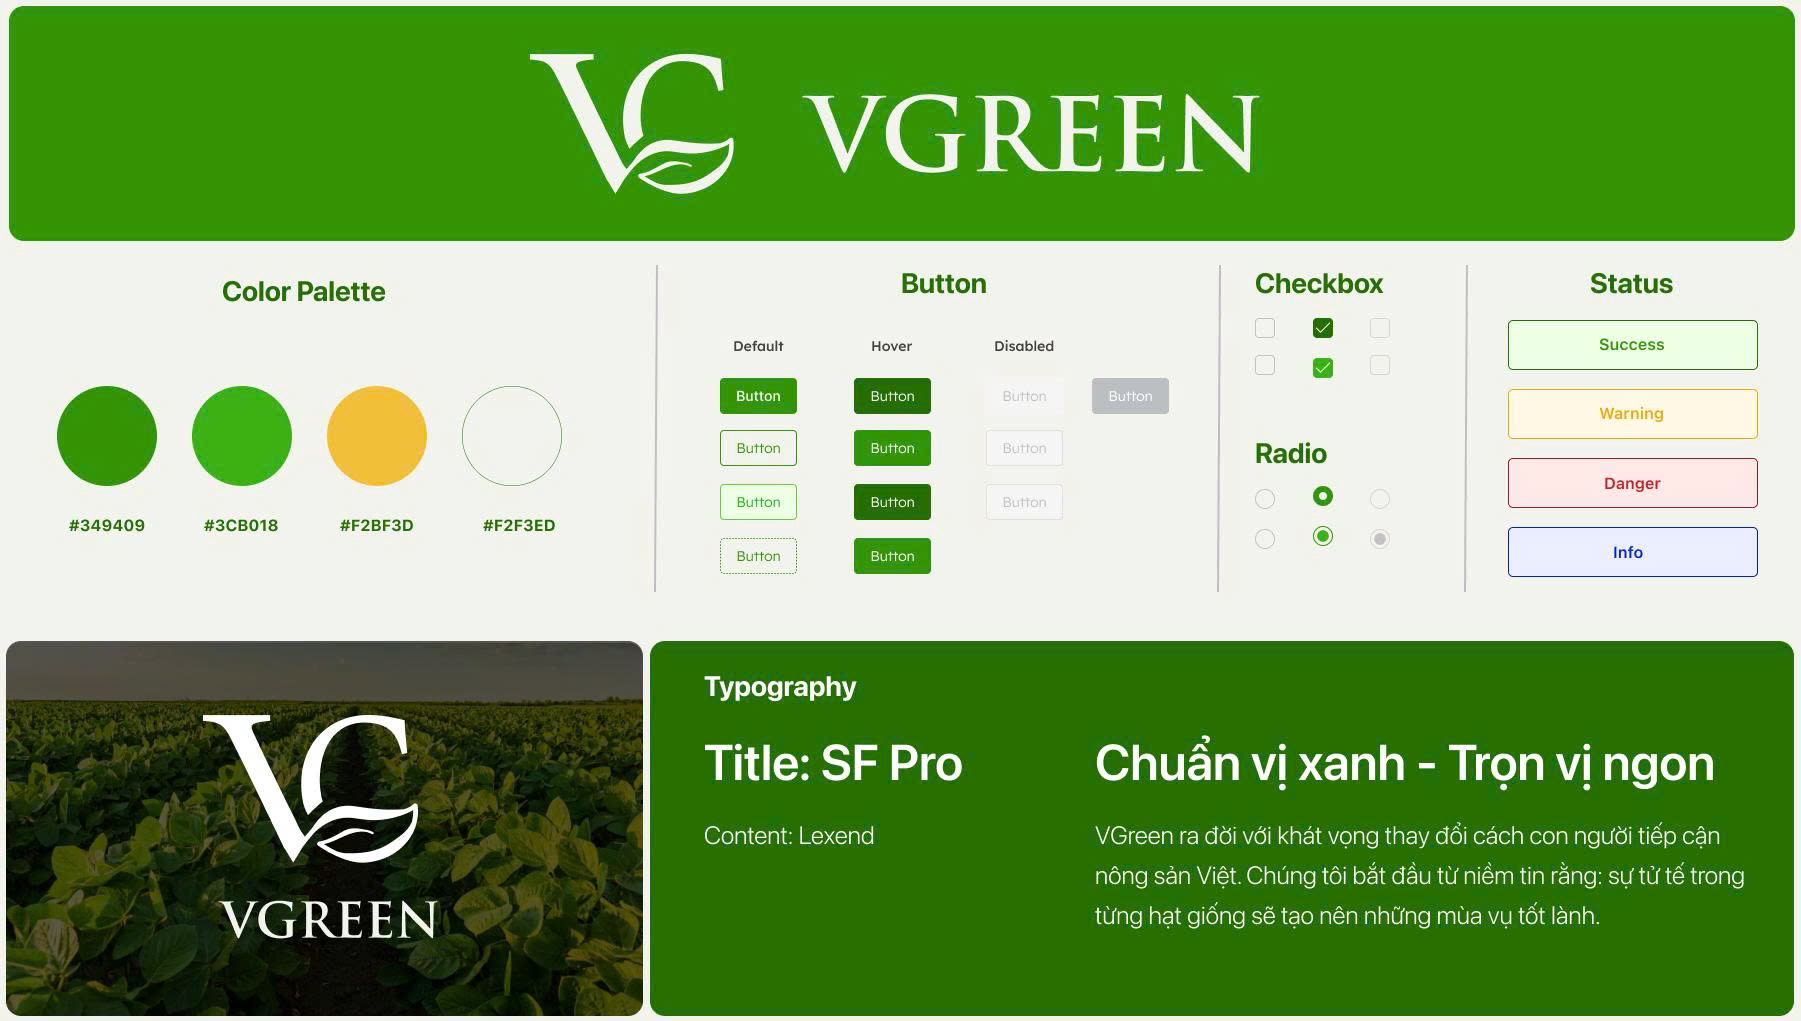 VGREEN
Color Palette
#349409
#3CB018
#F2BF3D
#F2F3ED
Button
Default
Hover
Disabled
Button
Button
Button
Button
Button
Button
Button
Button
Button
Button
Button
Button
Checkbox
Radio
Status
Success
Warning
Danger
Info
VGREEN
Typography
Title: SF Pro
Content: Lexend
Chuẩn vị xanh - Trọn vị ngon
VGreen ra đời với khát vọng thay đổi cách con người tiếp cận
nông sản Việt. Chúng tôi bắt đầu từ niềm tin rằng: sự tử tế trong
từng hạt giống sẽ tạo nên những mùa vụ tốt lành.